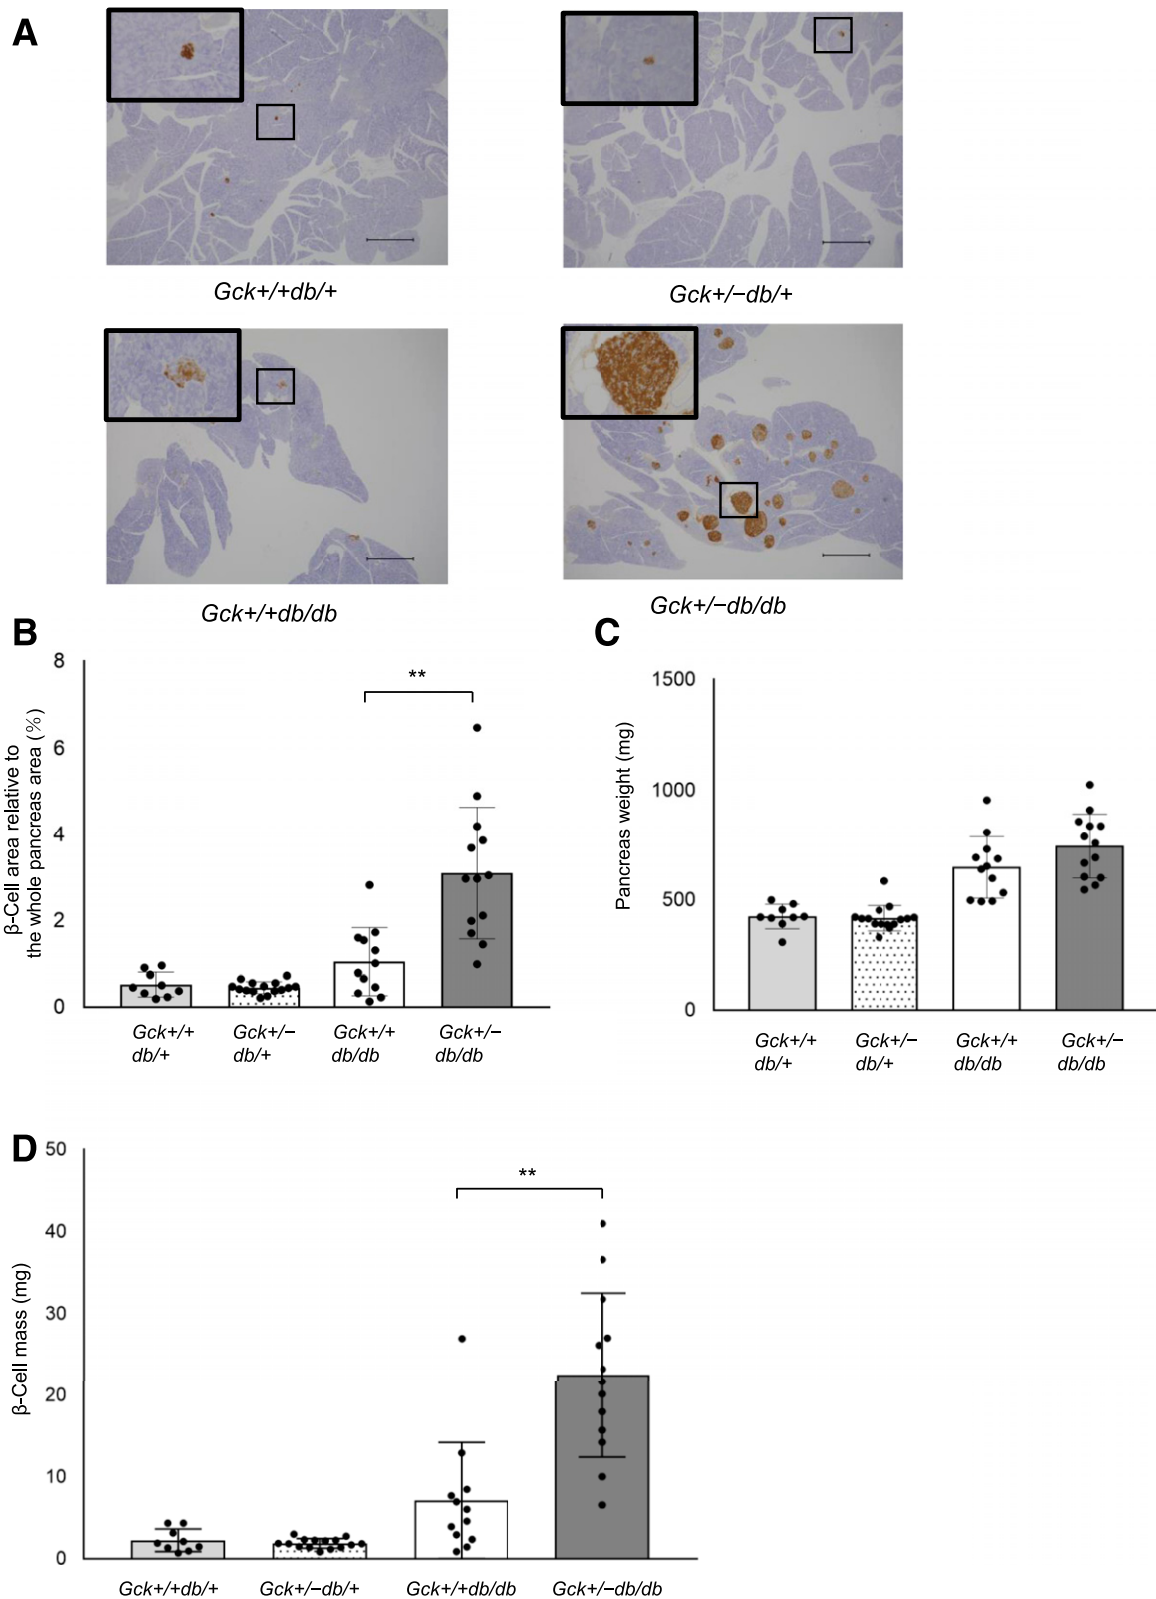 A
Gck+/+db/+
Gck+/−db/+
Gck+/+db/db
Gck+/−db/db
B
β-Cell area relative to
the whole pancreas area (%)
8
6
4
2
0
**
Gck+/+
db/+
Gck+/−
db/+
Gck+/+
db/db
Gck+/−
db/db
C
Pancreas weight (mg)
1500
1000
500
0
Gck+/+
db/+
Gck+/−
db/+
Gck+/+
db/db
Gck+/−
db/db
D
β-Cell mass (mg)
50
40
30
20
10
0
**
Gck+/+db/+
Gck+/−db/+
Gck+/+db/db
Gck+/−db/db